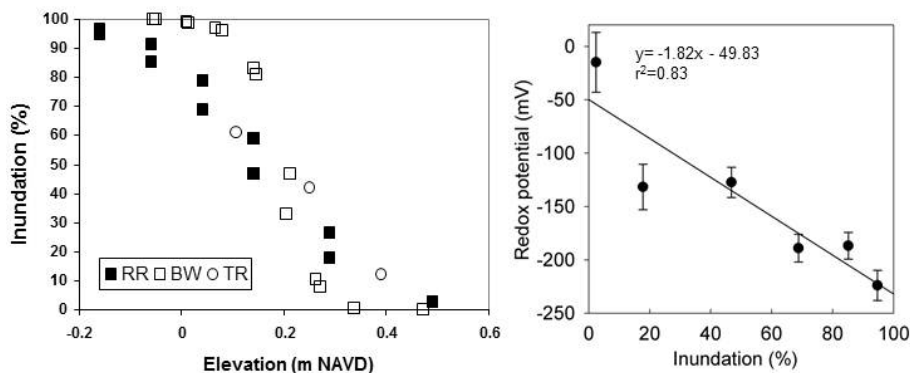 100
90
80
70
60
50
40
30
20
10
0
Inundation (%)
RR BW TR
-0.2 0 0.2 0.4 0.6
Elevation (m NAVD)
y= -1.82x - 49.83
r²=0.83
0
-50
-100
-150
-200
-250
Redox potential (mV)
0 20 40 60 80 100
Inundation (%)